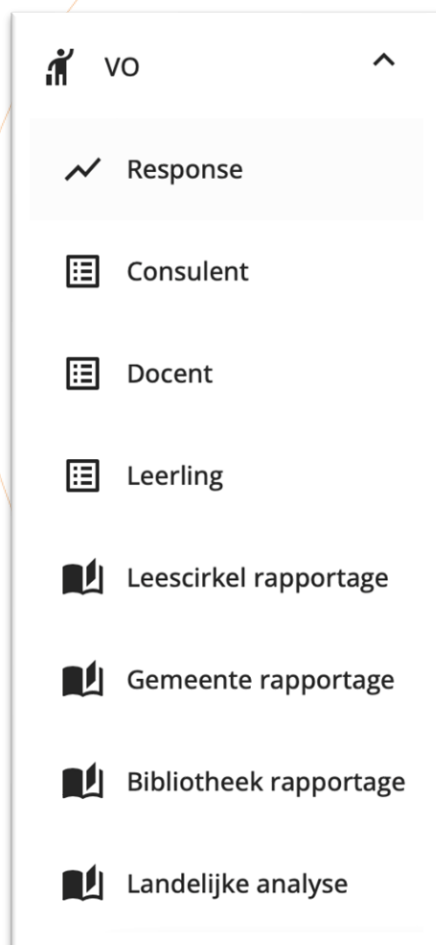 VO
Response
Consulent
Docent
Leerling
Leescirkel rapportage
Gemeente rapportage
Bibliotheek rapportage
Landelijke analyse